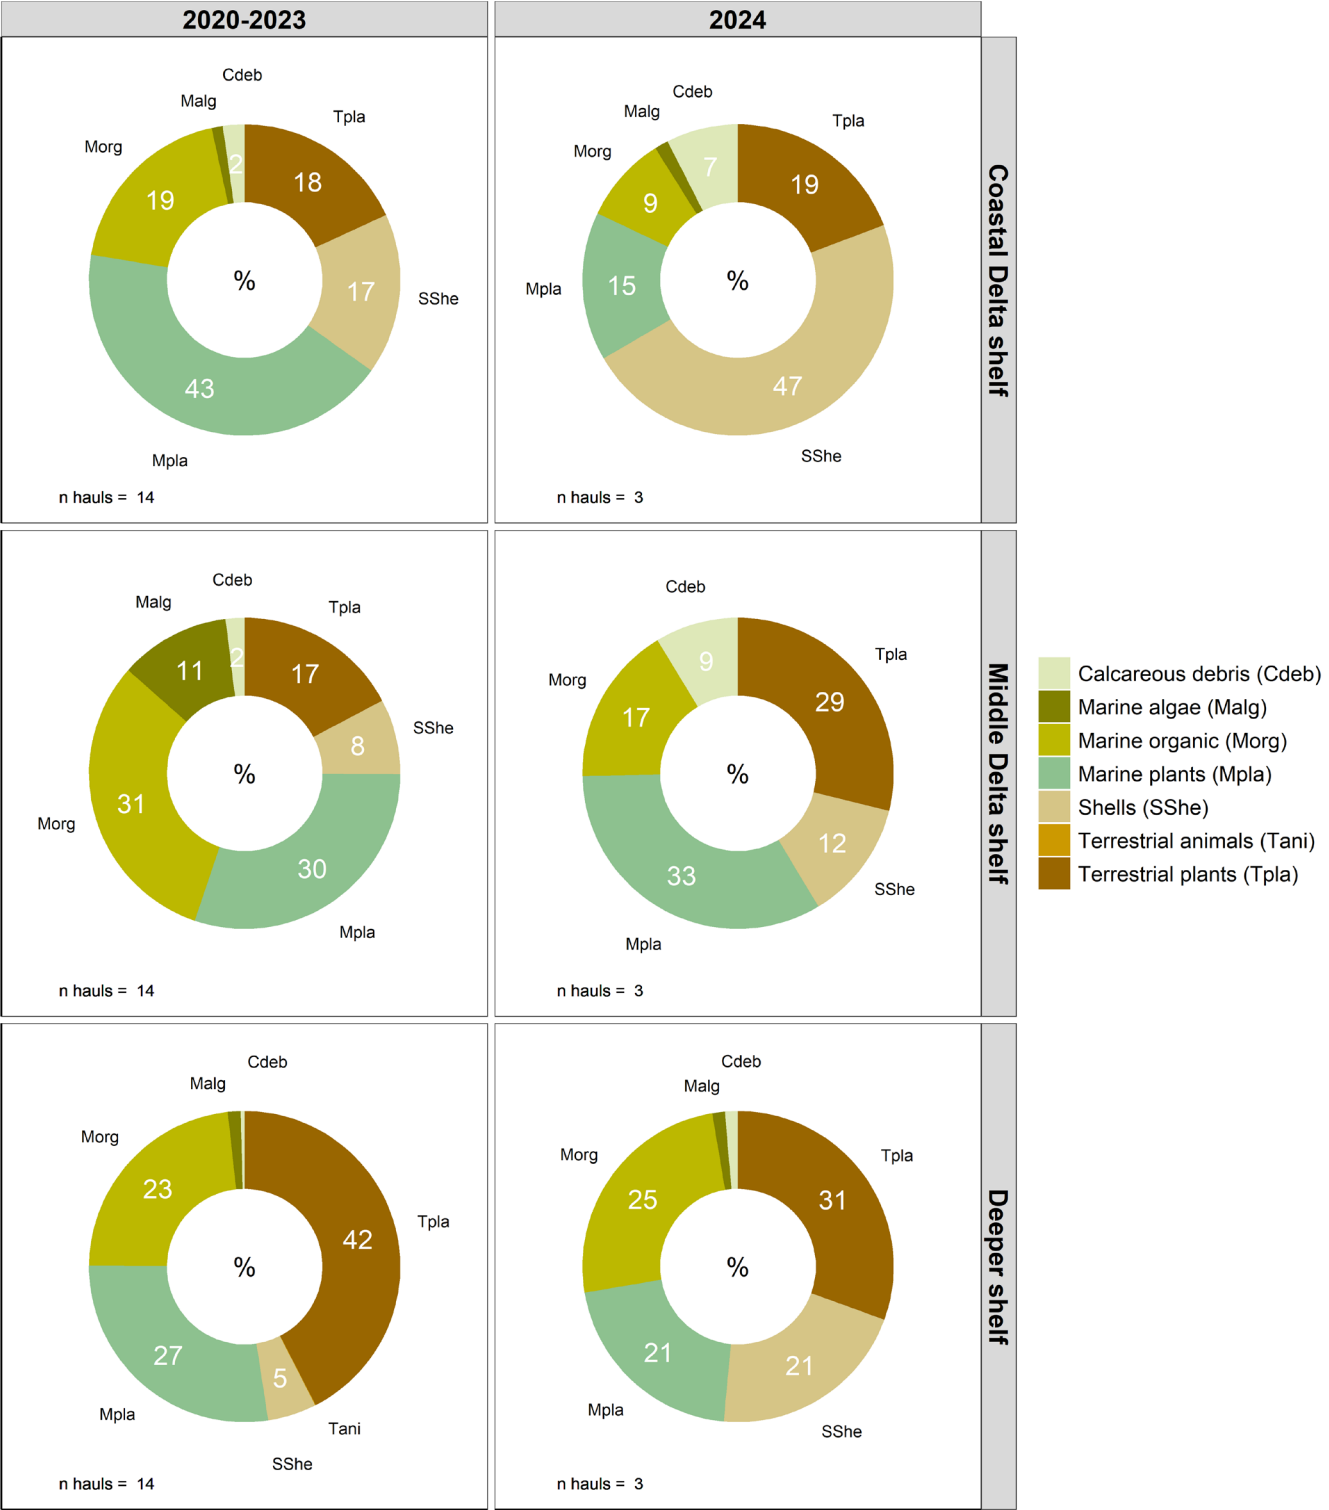 2020-2023
2024
Cdeb
Malg
Tpla
Morg
2
18
19
%
17
SShe
43
Mpla
n hauls = 14
Cdeb
Malg
Tpla
Morg
7
19
9
Mpla
15
%
47
SShe
n hauls = 3
Coastal Delta shelf
Cdeb
Malg
Tpla
2
11
17
SShe
8
%
31
Morg
30
Mpla
n hauls = 14
Cdeb
Tpla
Morg
9
29
17
%
12
33
SShe
Mpla
n hauls = 3
Middle Delta shelf
Calcareous debris (Cdeb)
Marine algae (Malg)
Marine organic (Morg)
Marine plants (Mpla)
Shells (SShe)
Terrestrial animals (Tani)
Terrestrial plants (Tpla)
Cdeb
Malg
Morg
23
Tpla
42
%
27
5
Mpla
Tani
SShe
n hauls = 14
Cdeb
Malg
Morg
Tpla
25
31
%
21
21
Mpla
SShe
n hauls = 3
Deeper shelf